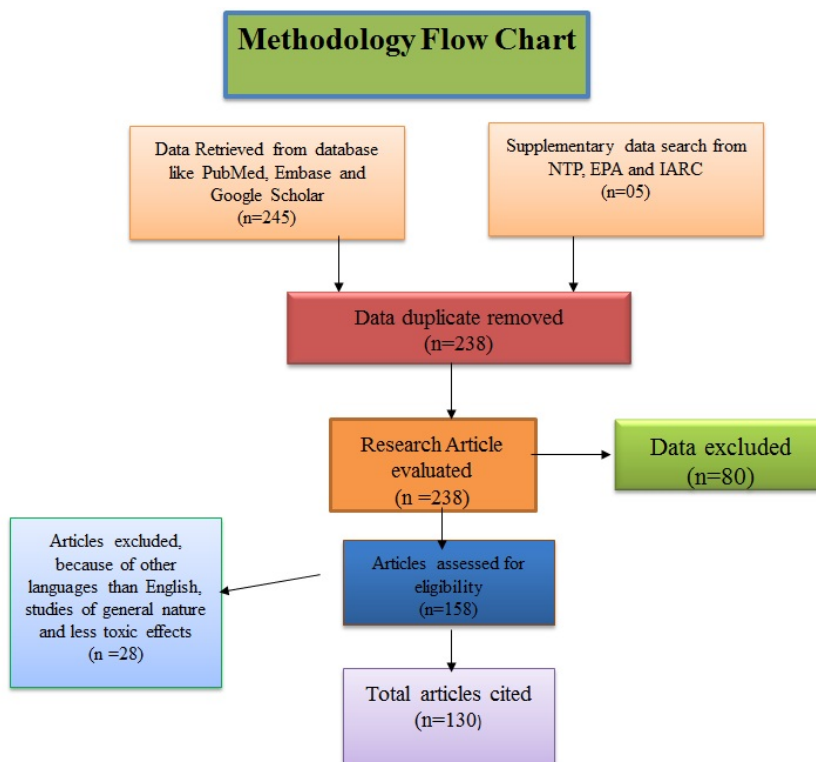 Methodology Flow Chart
Data Retrieved from database
like PubMed, Embase and
Google Scholar
(n=245)
Supplementary data search from
NTP, EPA and IARC
(n=05)
Data duplicate removed
(n=238)
Research Article
evaluated
(n =238)
Data excluded
(n=80)
Articles excluded,
because of other
languages than English,
studies of general nature
and less toxic effects
(n =28)
Articles assessed for
eligibility
(n=158)
Total articles cited
(n=130)